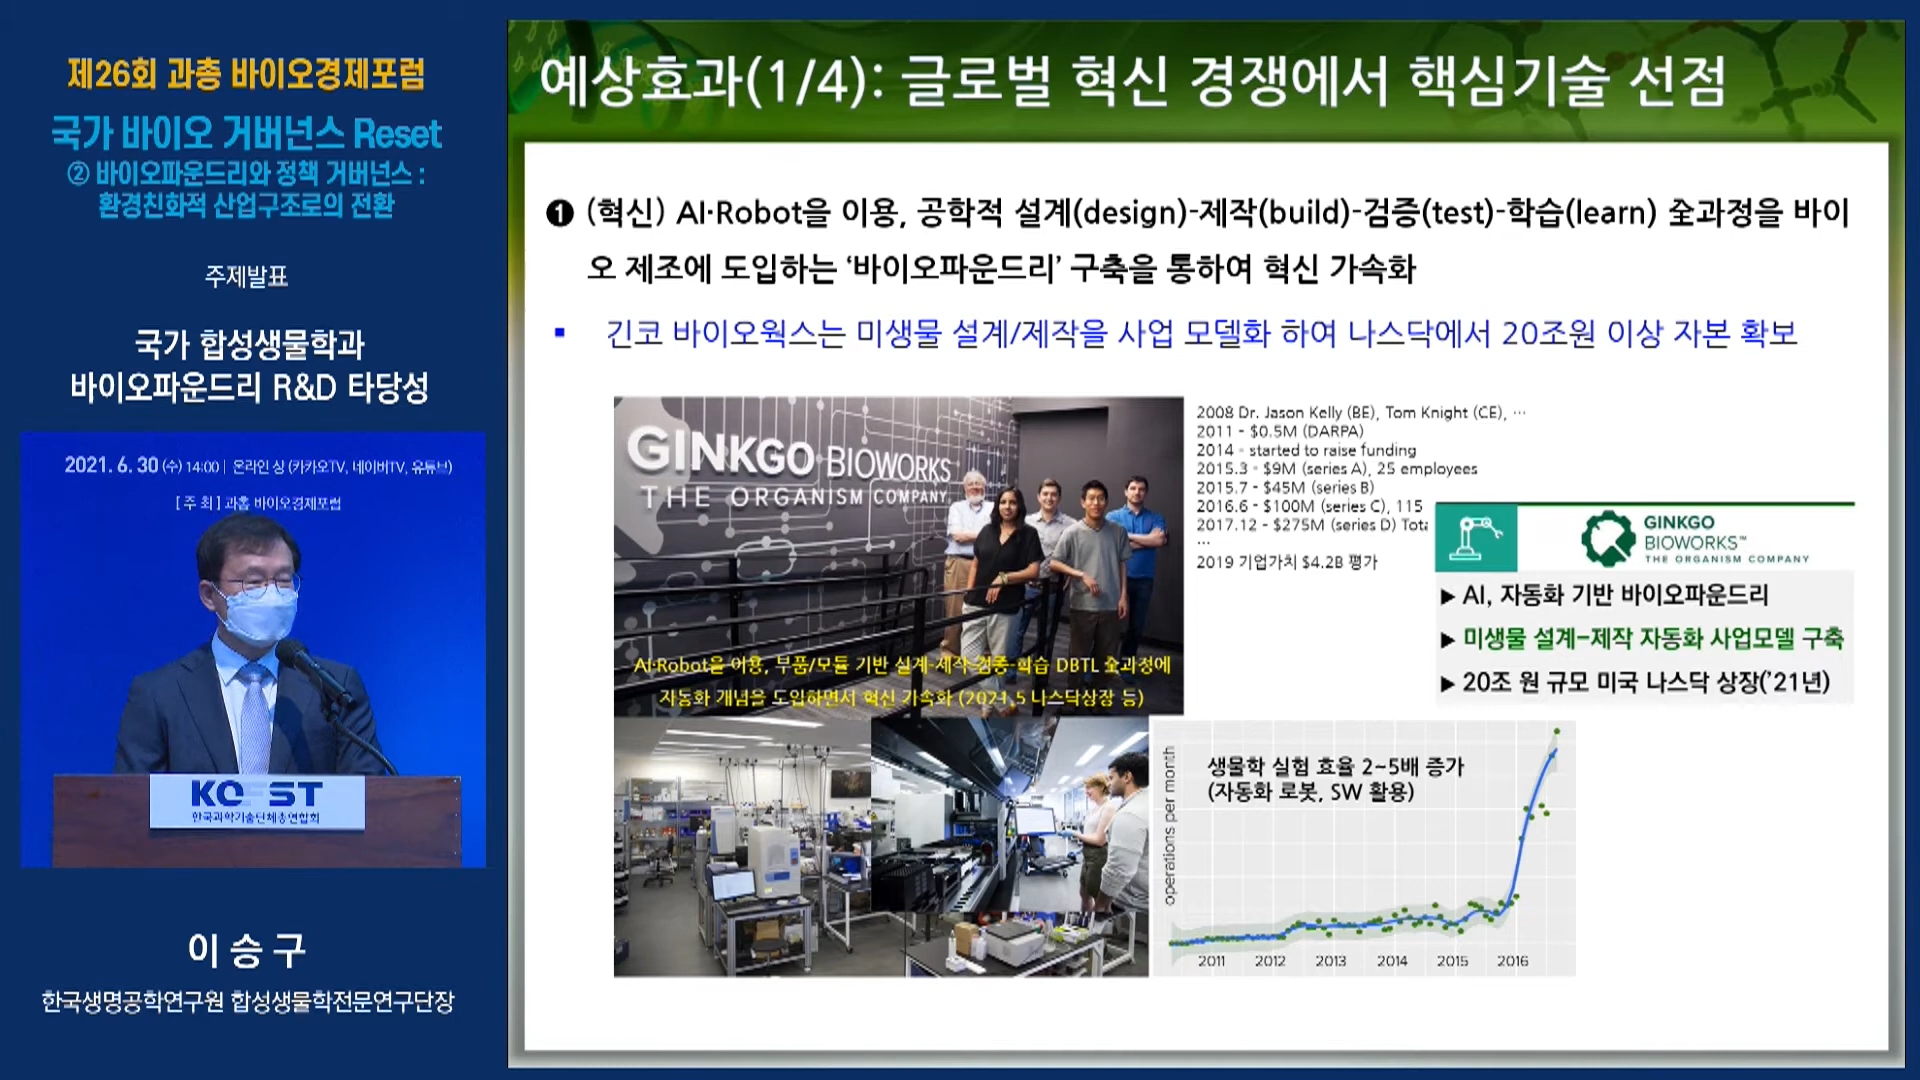 제26회 과총 바이오경제포럼
국가 바이오 거버넌스 Reset
② 바이오파운드리와 정책 거버넌스 :
환경친화적 산업구조로의 전환
주제발표
국가 합성생물학과
바이오파운드리 R&D 타당성
2021. 6. 30 (수) 14:00 | 온라인 상 (카카오TV, 네이버TV, 유튜브)
[ 주 최 ] 과총 바이오경제포럼
KOFST
한국과학기술단체총연합회
이 승 구
한국생명공학연구원 합성생물학전문연구단장
예상효과(1/4): 글로벌 혁신 경쟁에서 핵심기술 선점
❶ (혁신) AI·Robot을 이용, 공학적 설계(design)-제작(build)-검증(test)-학습(learn) 全과정을 바이
오 제조에 도입하는 ‘바이오파운드리’ 구축을 통하여 혁신 가속화
▪ 긴코 바이오웍스는 미생물 설계/제작을 사업 모델화 하여 나스닥에서 20조원 이상 자본 확보
GINKGO BIOWORKS
THE ORGANISM COMPANY
AI·Robot을 이용, 부품/모듈 기반 설계-제작-검증-학습 DBTL 全과정에
자동화 개념을 도입하면서 혁신 가속화 (2021.5 나스닥상장 등)
2008 Dr. Jason Kelly (BE), Tom Knight (CE), ⋯
2011 - $0.5M (DARPA)
2014 - started to raise funding
2015.3 - $9M (series A), 25 employees
2015.7 - $45M (series B)
2016.6 - $100M (series C), 115
2017.12 - $275M (series D) Tota
⋯
2019 기업가치 $4.2B 평가
GINKGO
BIOWORKS™
THE ORGANISM COMPANY
▶ AI, 자동화 기반 바이오파운드리
▶ 미생물 설계–제작 자동화 사업모델 구축
▶ 20조 원 규모 미국 나스닥 상장(’21년)
생물학 실험 효율 2~5배 증가
(자동화 로봇, SW 활용)
operations per month
2011 2012 2013 2014 2015 2016